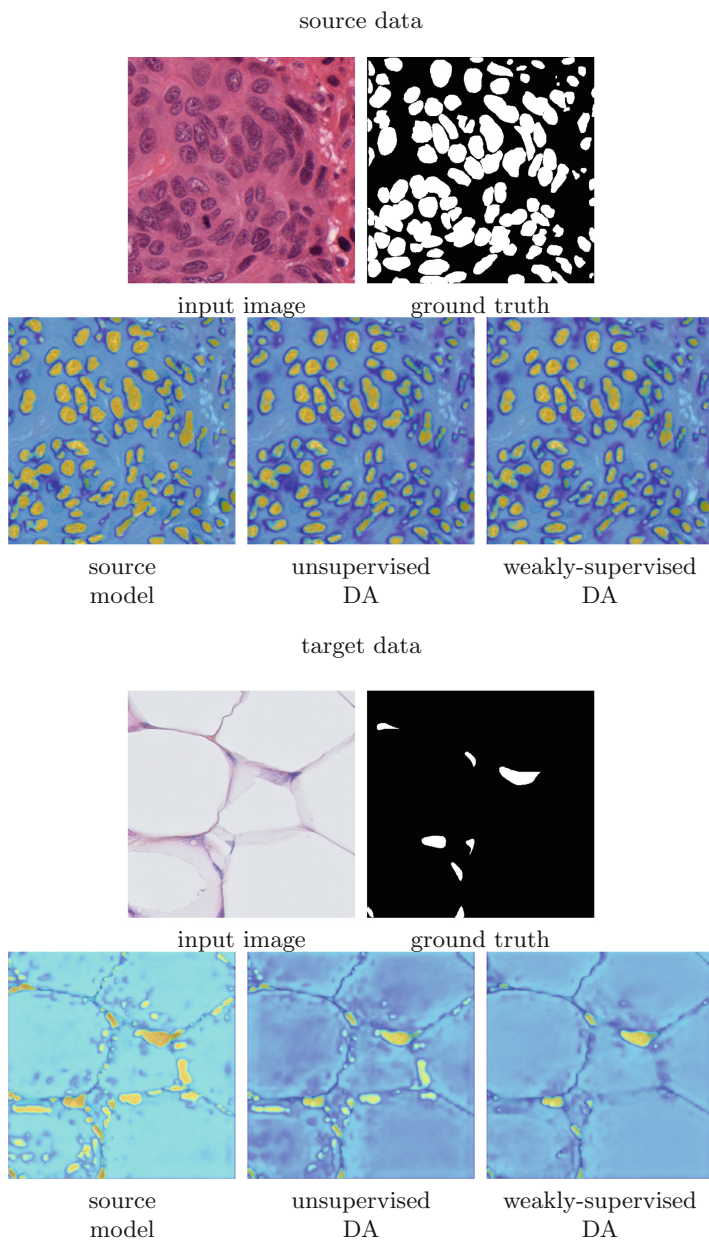 source data
input image
ground truth
source
model
unsupervised
DA
weakly-supervised
DA
target data
input image
ground truth
source
model
unsupervised
DA
weakly-supervised
DA